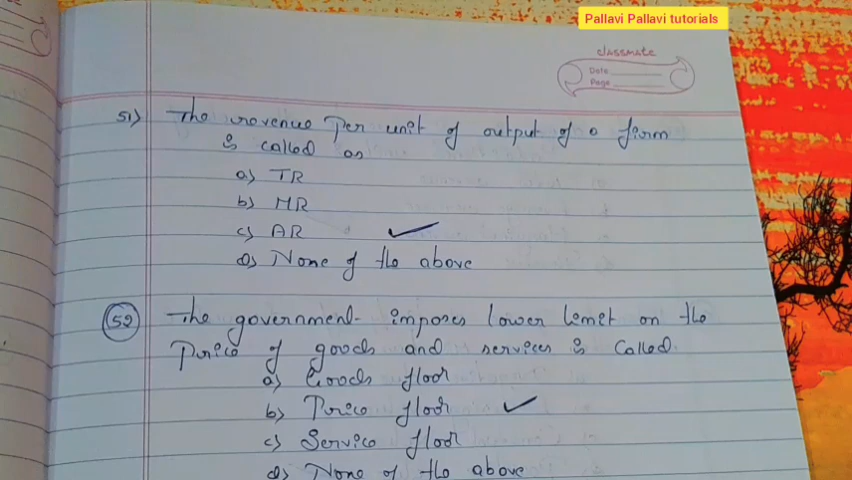 Pallavi Pallavi tutorials
classmate
Date
Page
51) The revenue per unit of output of a firm
is called as
a) TR
b) MR
c) AR
d) None of the above
52 The government imposes lower limit on the
Price of goods and services is called
a) Goods floor
b) Price floor
c) Service floor
d) None of the above